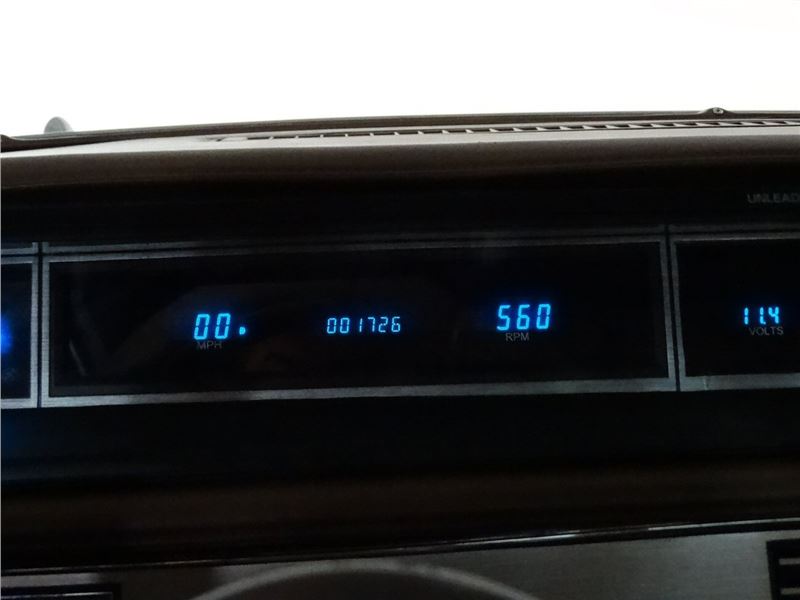 UNLEAD
00.
MPH
001726
560
RPM
11.4
VOLTS